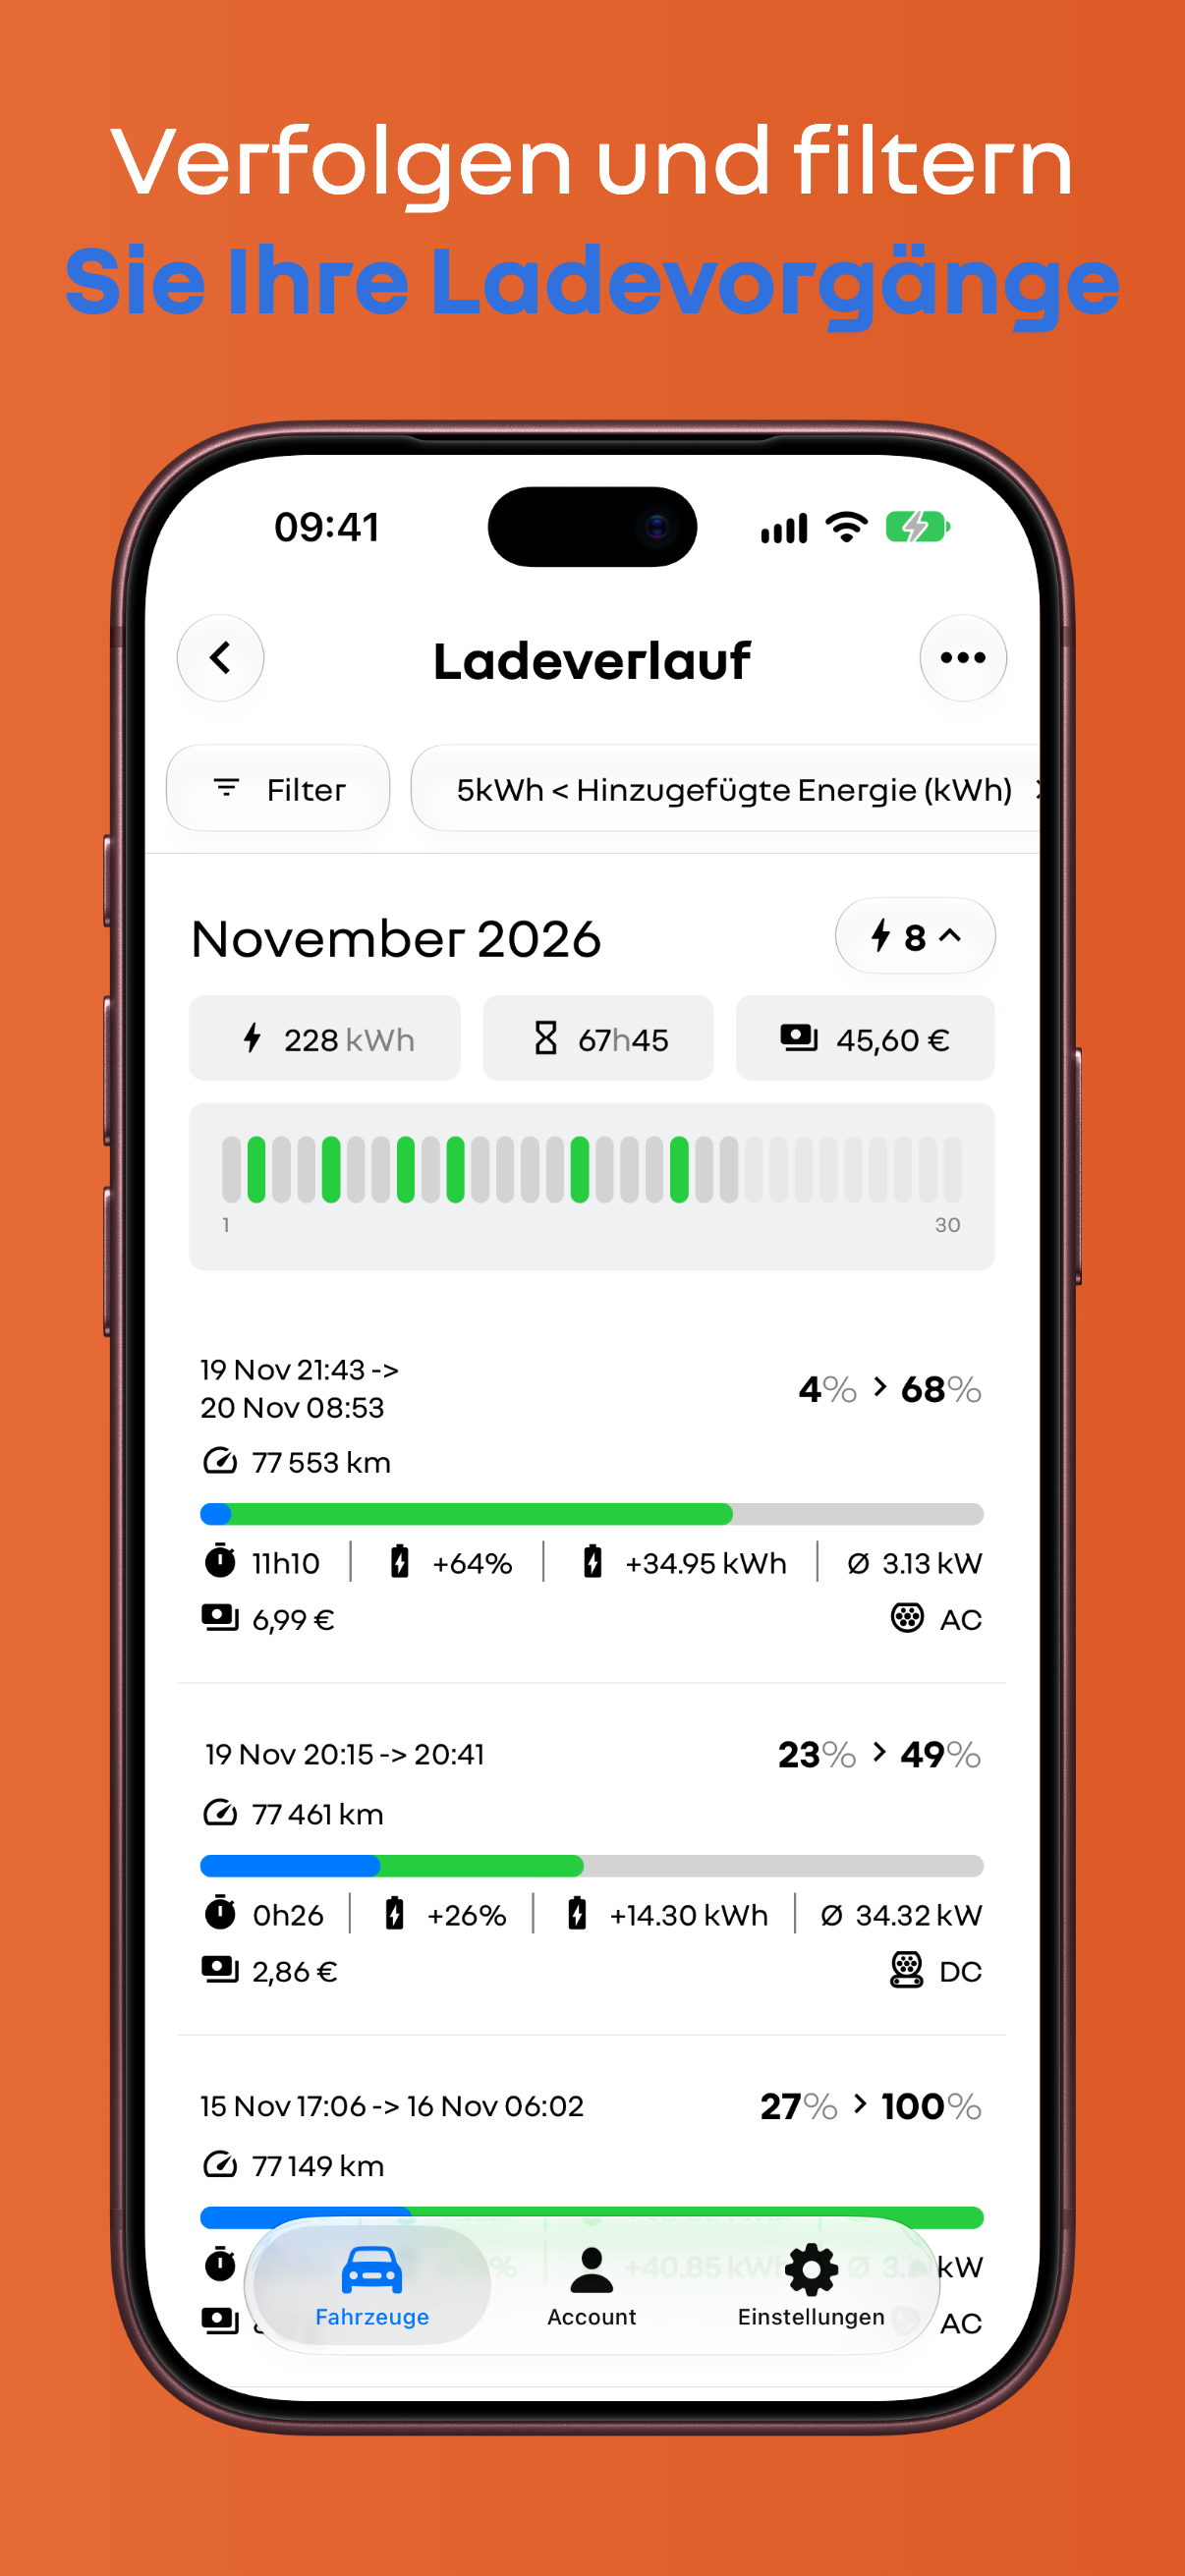 Verfolgen und filtern
Sie Ihre Ladevorgänge
09:41
Ladeverlauf
Filter
5kWh < Hinzugefügte Energie (kWh)
November 2026
8
228 kWh
67h45
45,60 €
1
30
19 Nov 21:43 ->
20 Nov 08:53
4% > 68%
77 553 km
11h10
+64%
+34.95 kWh
Ø 3.13 kW
6,99 €
AC
19 Nov 20:15 -> 20:41
23% > 49%
77 461 km
0h26
+26%
+14.30 kWh
Ø 34.32 kW
2,86 €
DC
15 Nov 17:06 -> 16 Nov 06:02
27% > 100%
77 149 km
+40.85 kWh
kW
AC
Fahrzeuge
Account
Einstellungen